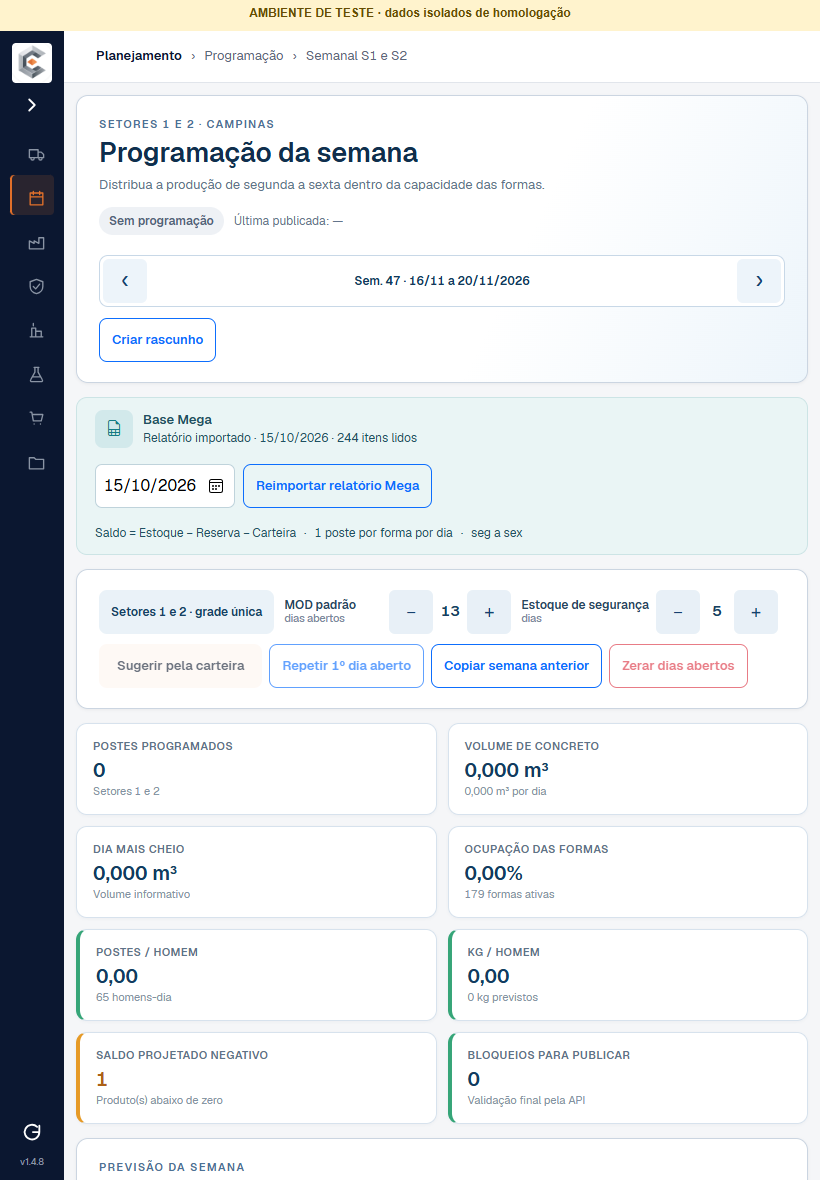 AMBIENTE DE TESTE · dados isolados de homologação
Planejamento › Programação › Semanal S1 e S2
SETORES 1 E 2 · CAMPINAS
Programação da semana
Distribua a produção de segunda a sexta dentro da capacidade das formas.
Sem programação Última publicada: —
‹ Sem. 47 · 16/11 a 20/11/2026 ›
Criar rascunho
Base Mega
Relatório importado · 15/10/2026 · 244 itens lidos
15/10/2026 Reimportar relatório Mega
Saldo = Estoque – Reserva – Carteira · 1 poste por forma por dia · seg a sex
Setores 1 e 2 · grade única MOD padrão dias abertos − 13 + Estoque de segurança dias − 5 +
Sugerir pela carteira Repetir 1º dia aberto Copiar semana anterior Zerar dias abertos
POSTES PROGRAMADOS
0
Setores 1 e 2
VOLUME DE CONCRETO
0,000 m³
0,000 m³ por dia
DIA MAIS CHEIO
0,000 m³
Volume informativo
OCUPAÇÃO DAS FORMAS
0,00%
179 formas ativas
POSTES / HOMEM
0,00
65 homens-dia
KG / HOMEM
0,00
0 kg previstos
SALDO PROJETADO NEGATIVO
1
Produto(s) abaixo de zero
BLOQUEIOS PARA PUBLICAR
0
Validação final pela API
v1.4.8
PREVISÃO DA SEMANA